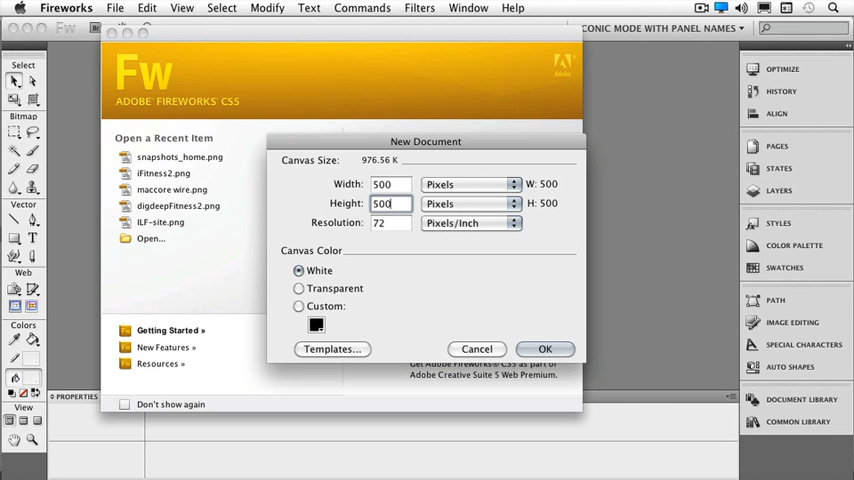 Fireworks File Edit View Select Modify Text Commands Filters Window Help
Fw Br ICONIC MODE WITH PANEL NAMES
Select
Bitmap
Vector
Web
Colors
View
Fw
ADOBE® FIREWORKS® CS5
Adobe
Open a Recent Item
snapshots_home.png
iFitness2.png
maccore wire.png
digdeepFitness2.png
ILF-site.png
Open...
Getting Started »
New Features »
Resources »
Get Adobe® Fireworks® CS5 as part of
Adobe Creative Suite 5 Web Premium.
Don't show again
New Document
Canvas Size: 976.56 K
Width: 500 Pixels W: 500
Height: 500 Pixels H: 500
Resolution: 72 Pixels/Inch
Canvas Color
White
Transparent
Custom:
Templates... Cancel OK
PROPERTIES
OPTIMIZE
HISTORY
ALIGN
PAGES
STATES
LAYERS
STYLES
COLOR PALETTE
SWATCHES
PATH
IMAGE EDITING
SPECIAL CHARACTERS
AUTO SHAPES
DOCUMENT LIBRARY
COMMON LIBRARY